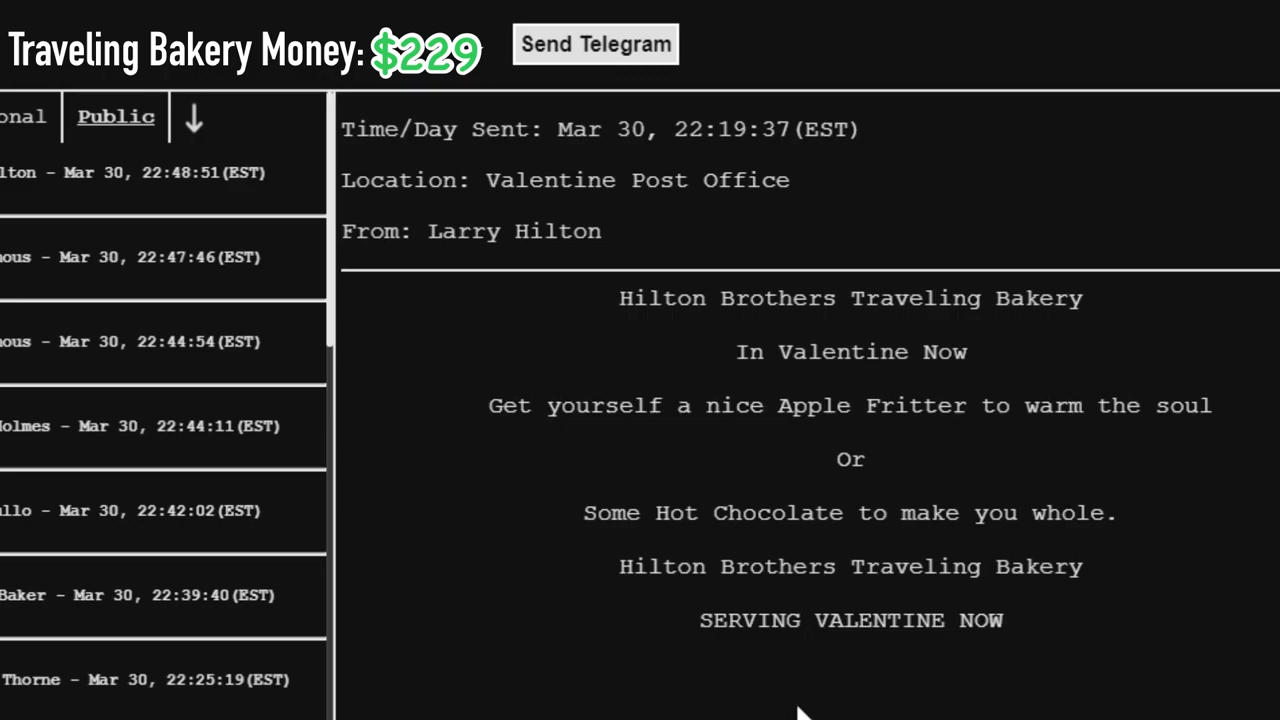 Traveling Bakery Money: $229
Send Telegram
onal
Public
↓
lton - Mar 30, 22:48:51(EST)
ous - Mar 30, 22:47:46(EST)
ous - Mar 30, 22:44:54(EST)
Holmes - Mar 30, 22:44:11(EST)
llo - Mar 30, 22:42:02(EST)
Baker - Mar 30, 22:39:40(EST)
Thorne - Mar 30, 22:25:19(EST)
Time/Day Sent: Mar 30, 22:19:37(EST)
Location: Valentine Post Office
From: Larry Hilton
Hilton Brothers Traveling Bakery
In Valentine Now
Get yourself a nice Apple Fritter to warm the soul
Or
Some Hot Chocolate to make you whole.
Hilton Brothers Traveling Bakery
SERVING VALENTINE NOW